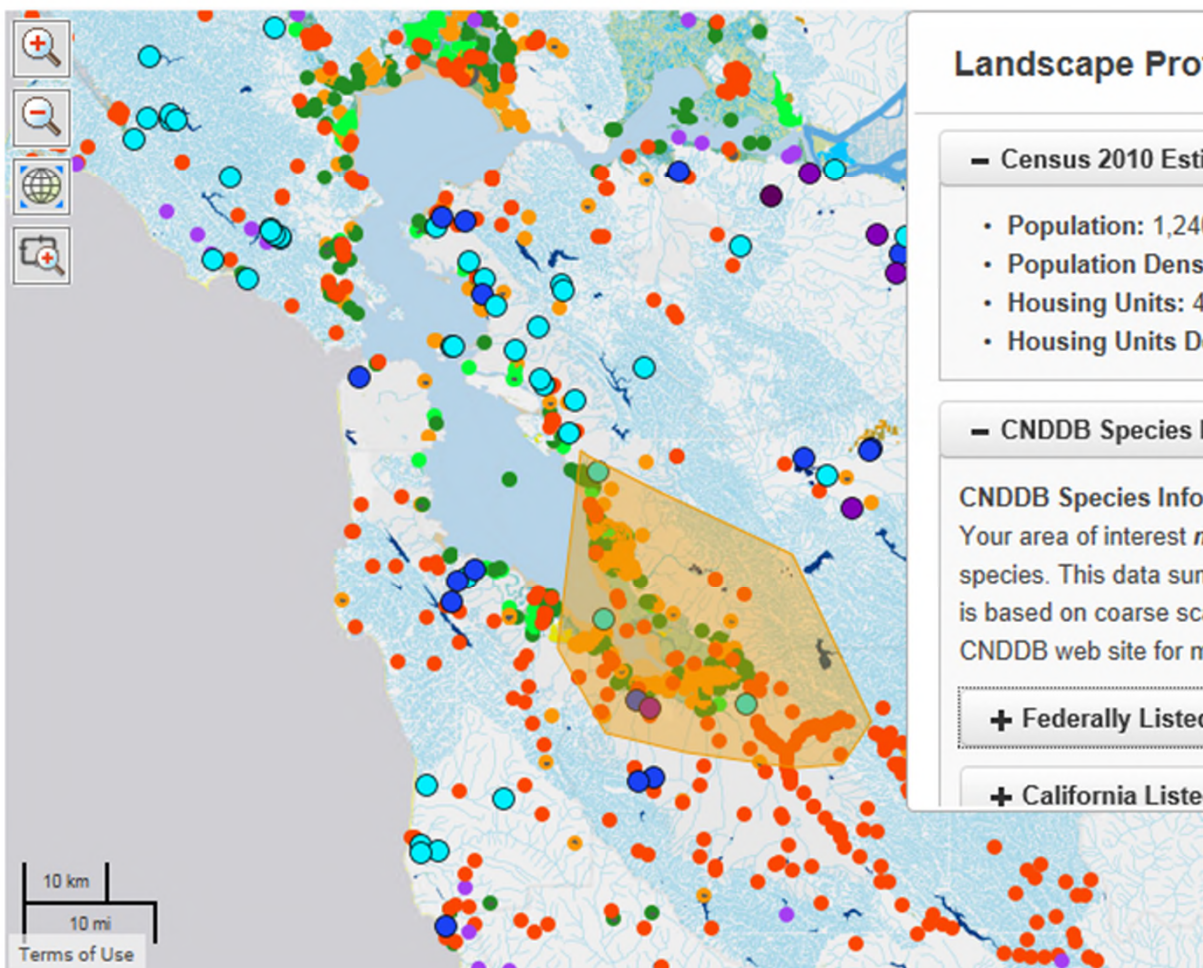 Landscape Pro
Census 2010 Esti
• Population: 1,24
• Population Dens
• Housing Units: 4
• Housing Units D
CNDDB Species
CNDDB Species Info
Your area of interest
species. This data sum
is based on coarse sc
CNDDB web site for
Federally Listed
California Liste
10 km
10 mi
Terms of Use